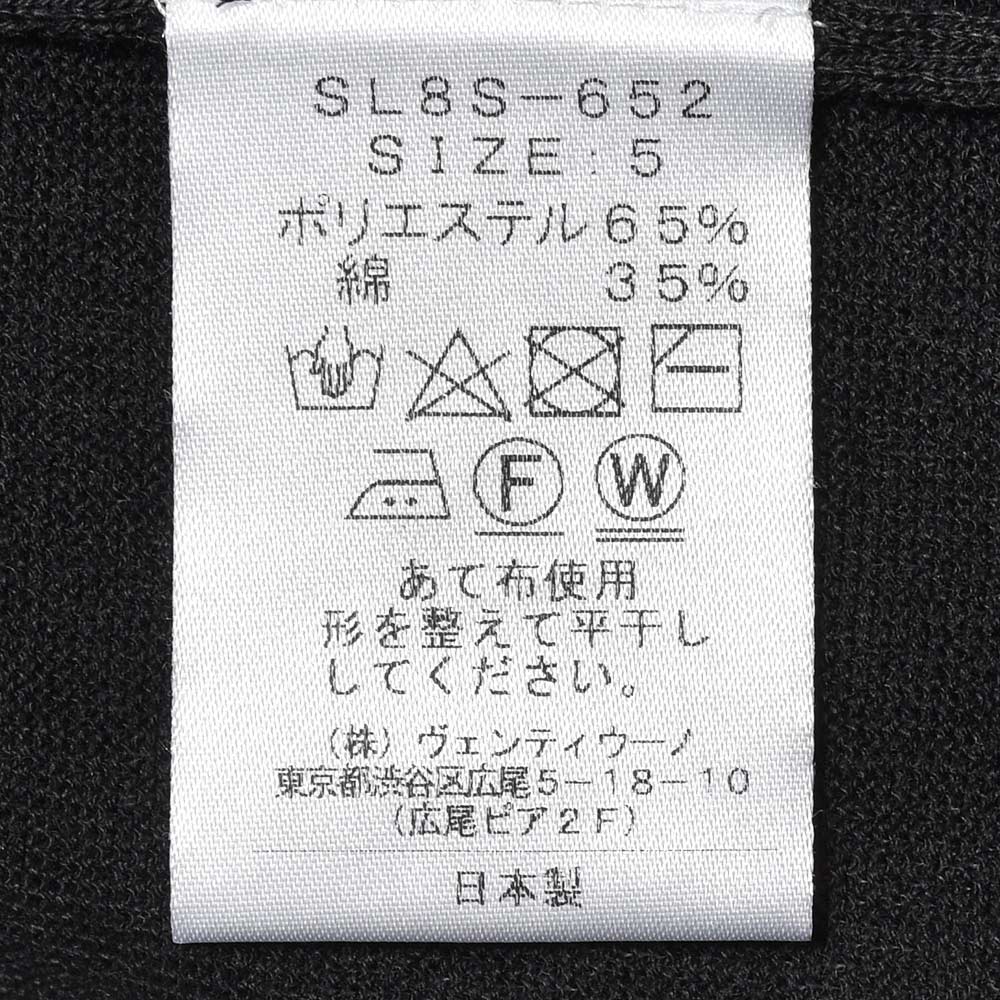 SL8S-652
SIZE:5
ポリエステル65%
綿 35%
F W
あて布使用
形を整えて平干し
してください。
(株)ヴェンティウーノ
東京都渋谷区広尾5-18-10
(広尾ピア2F)
日本製